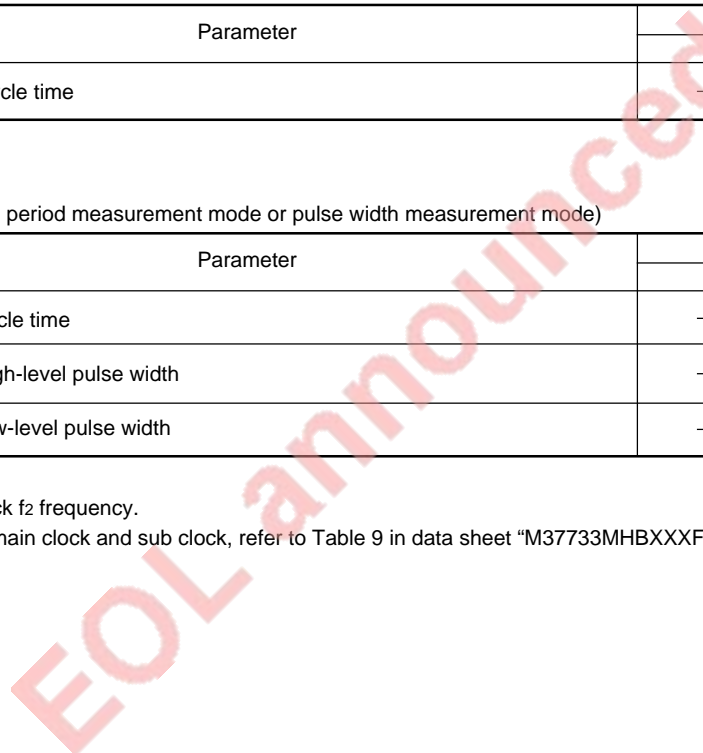 Parameter
cle time
period measurement mode or pulse width measurement mode)
Parameter
cle time
gh-level pulse width
w-level pulse width
ck f2 frequency.
main clock and sub clock, refer to Table 9 in data sheet “M37733MHBXXXF
EOL announced